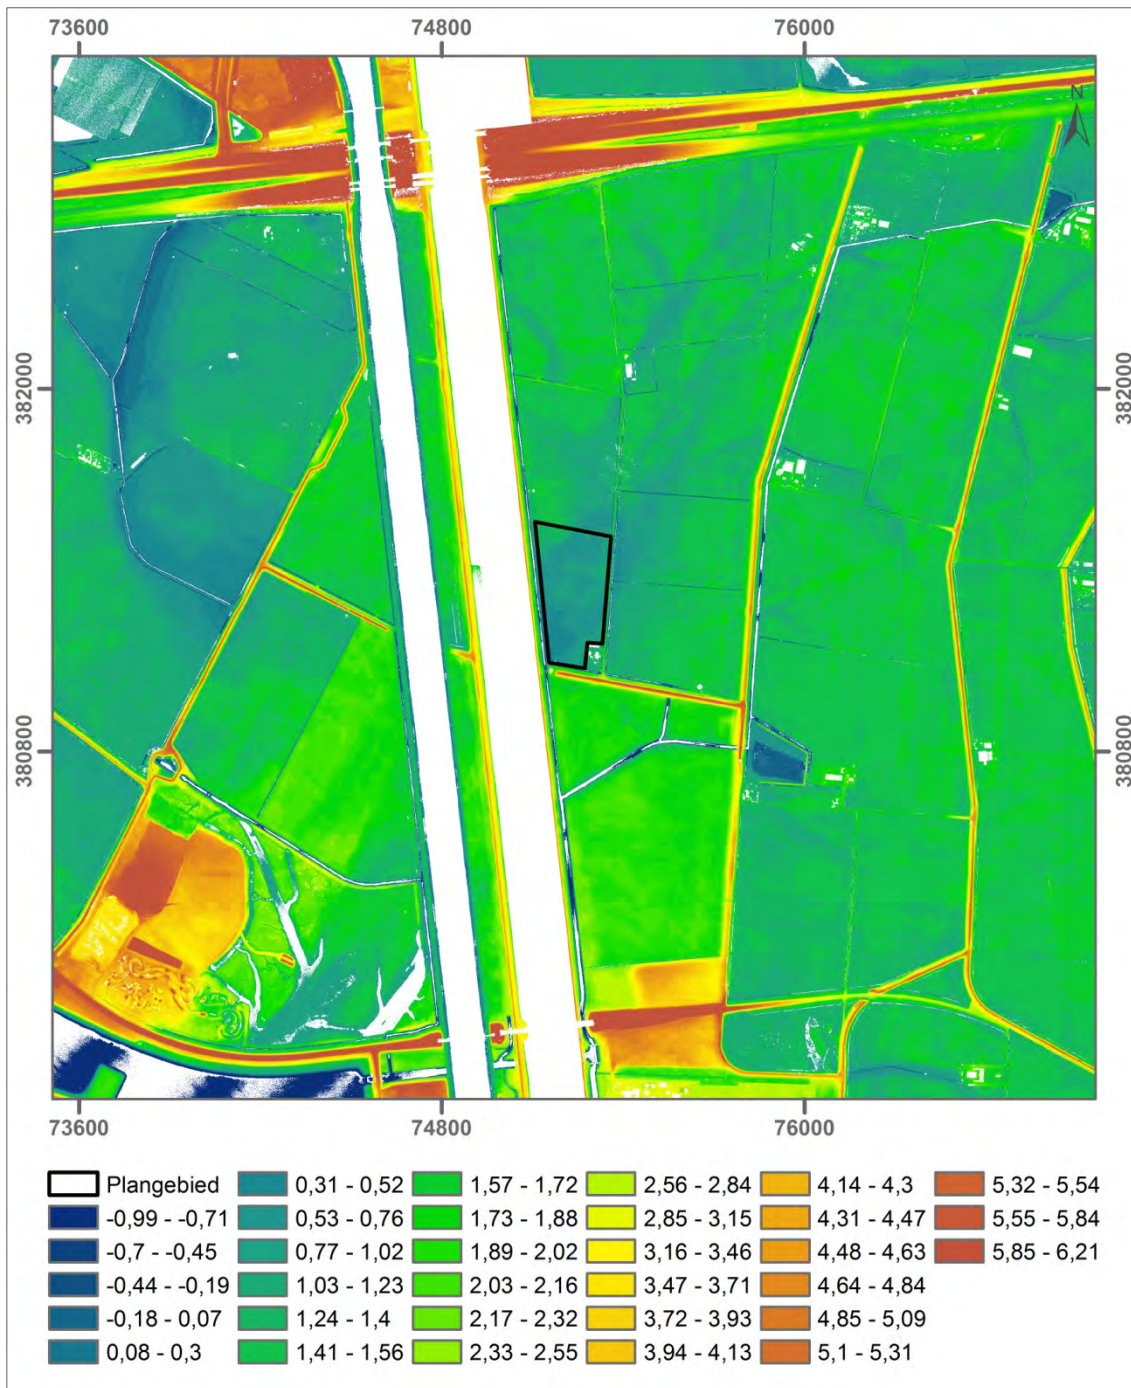 73600 74800 76000
N
382000 382000
380800 380800
73600 74800 76000
Plangebied 0,31 - 0,52 1,57 - 1,72 2,56 - 2,84 4,14 - 4,3 5,32 - 5,54
-0,99 - -0,71 0,53 - 0,76 1,73 - 1,88 2,85 - 3,15 4,31 - 4,47 5,55 - 5,84
-0,7 - -0,45 0,77 - 1,02 1,89 - 2,02 3,16 - 3,46 4,48 - 4,63 5,85 - 6,21
-0,44 - -0,19 1,03 - 1,23 2,03 - 2,16 3,47 - 3,71 4,64 - 4,84
-0,18 - 0,07 1,24 - 1,4 2,17 - 2,32 3,72 - 3,93 4,85 - 5,09
0,08 - 0,3 1,41 - 1,56 2,33 - 2,55 3,94 - 4,13 5,1 - 5,31